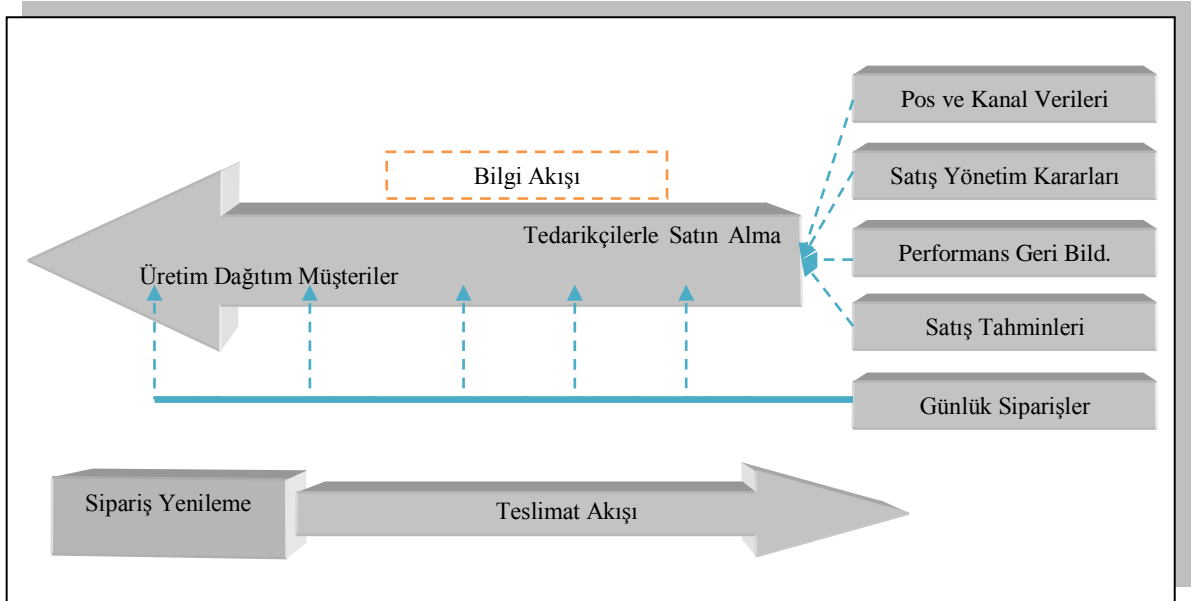 Pos ve Kanal Verileri
Bilgi Akışı
Satış Yönetim Kararları
Tedarikçilerle Satın Alma
Performans Geri Bild.
Üretim Dağıtım Müşteriler
Satış Tahminleri
Günlük Siparişler
Sipariş Yenileme
Teslimat Akışı